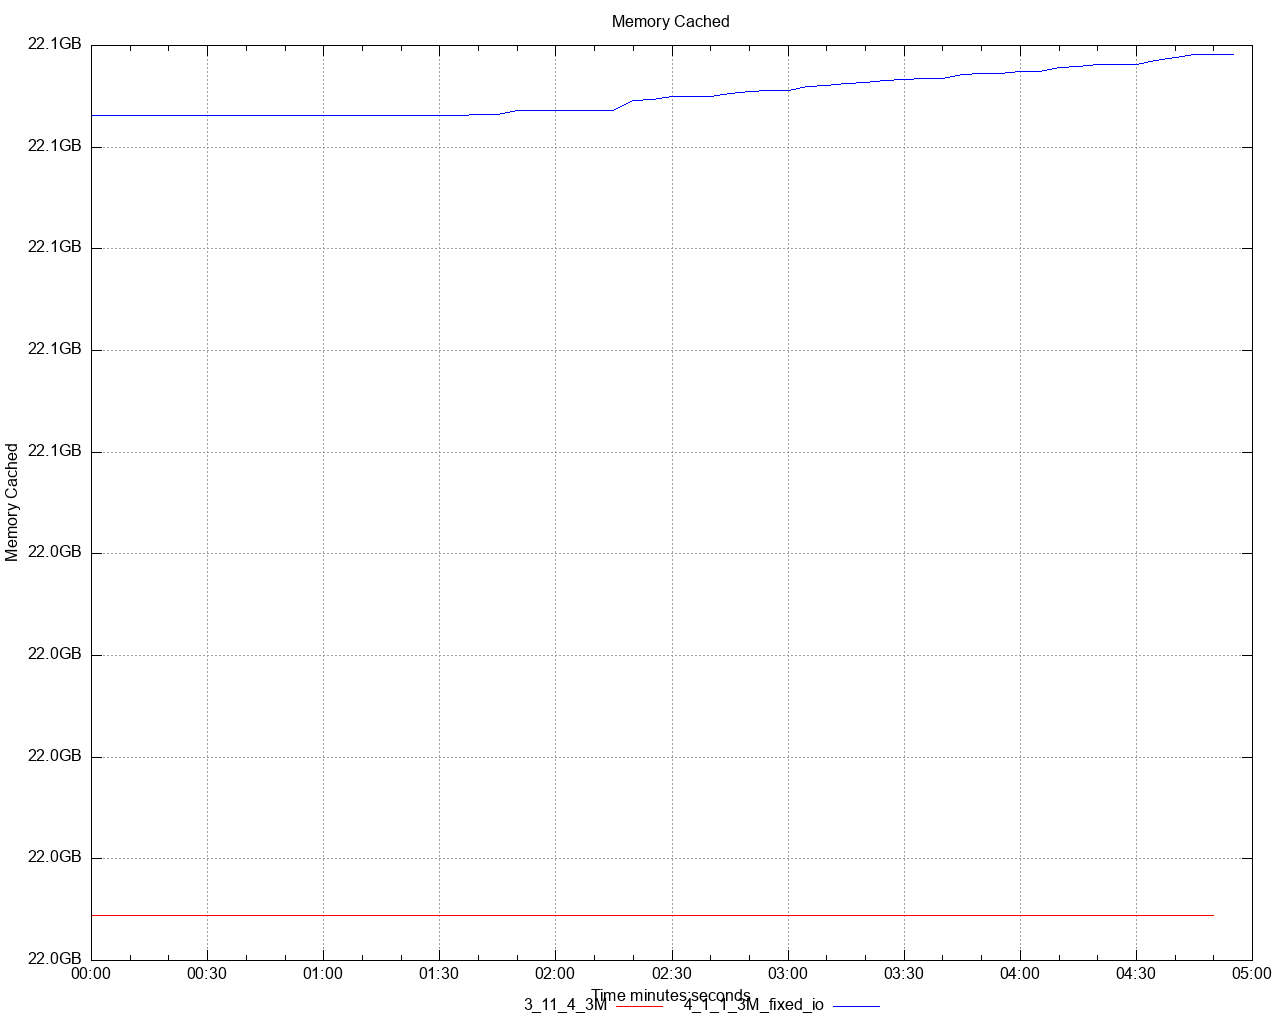 Memory Cached
22.1GB
22.1GB
22.1GB
22.1GB
22.1GB
22.0GB
22.0GB
22.0GB
22.0GB
22.0GB
Memory Cached
00:00 00:30 01:00 01:30 02:00 02:30 03:00 03:30 04:00 04:30 05:00
Time minutes:seconds
3_11_4_3M 4_1_1_3M_fixed_io